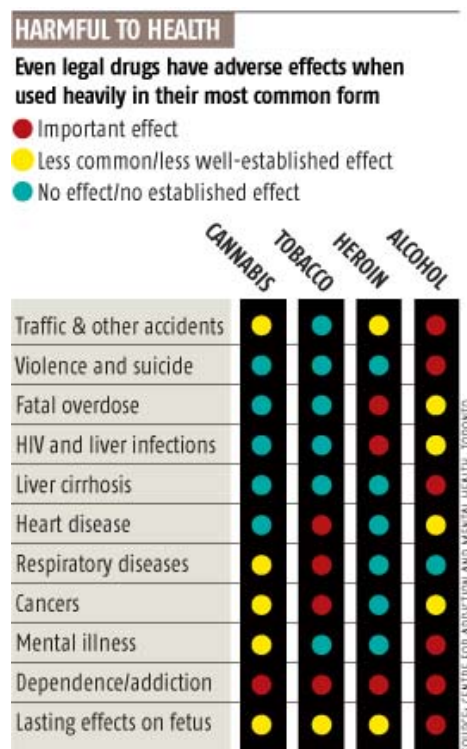 HARMFUL TO HEALTH
Even legal drugs have adverse effects when
used heavily in their most common form
Important effect
Less common/less well-established effect
No effect/no established effect
CANNABIS
TOBACCO
HEROIN
ALCOHOL
Traffic & other accidents
Violence and suicide
Fatal overdose
HIV and liver infections
Liver cirrhosis
Heart disease
Respiratory diseases
Cancers
Mental illness
Dependence/addiction
Lasting effects on fetus
SOURCE: CENTRE FOR ADDICTION AND MENTAL HEALTH, TORONTO